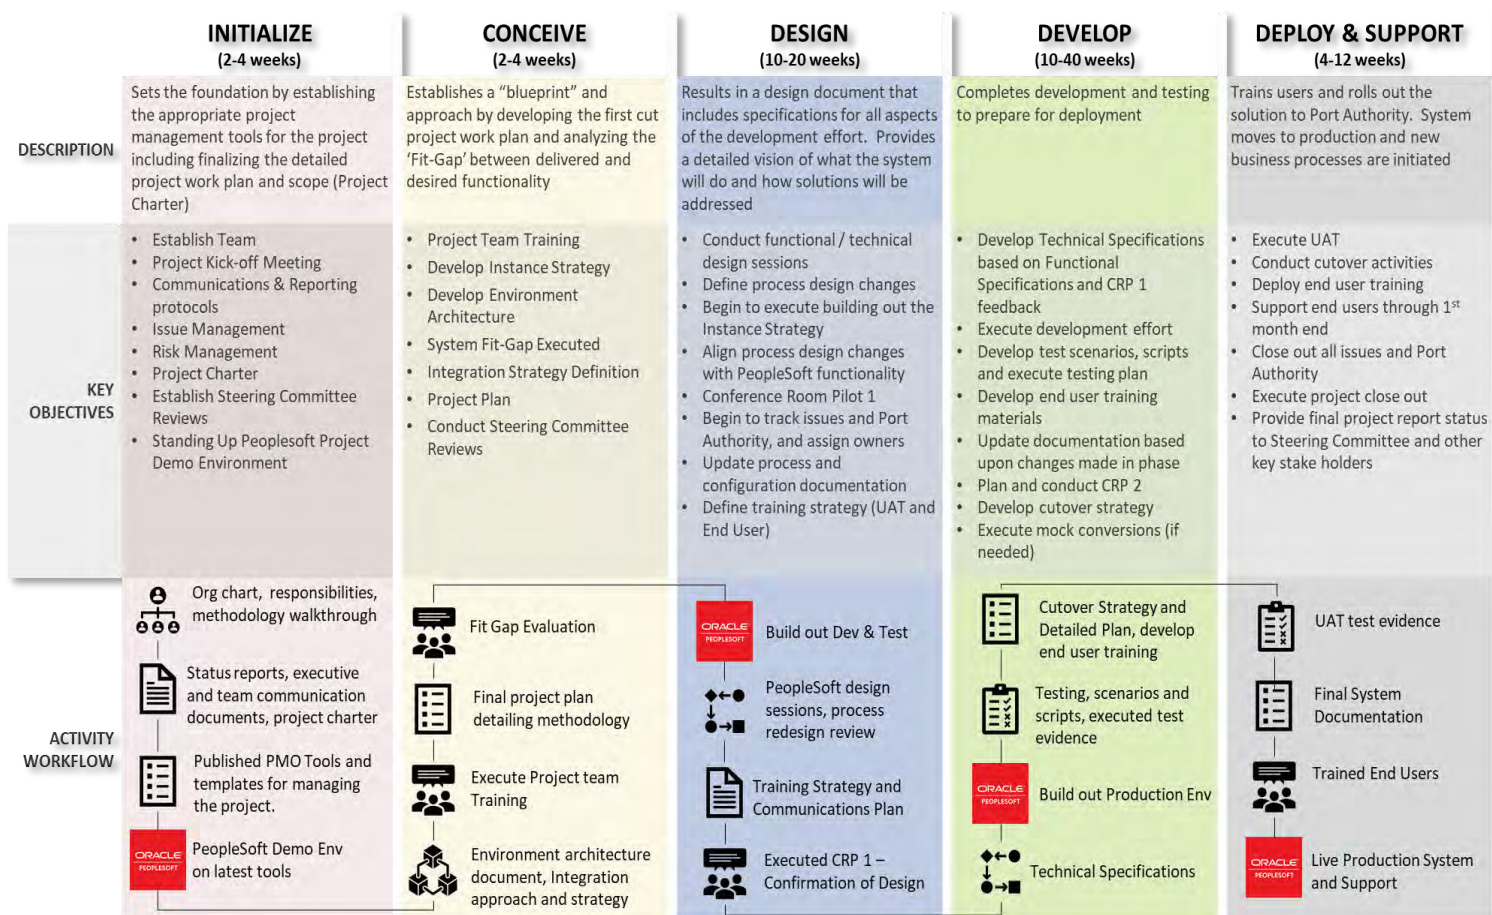 INITIALIZE
(2-4 weeks)
CONCEIVE
(2-4 weeks)
DESIGN
(10-20 weeks)
DEVELOP
(10-40 weeks)
DEPLOY & SUPPORT
(4-12 weeks)
DESCRIPTION
Sets the foundation by establishing
the appropriate project
management tools for the project
including finalizing the detailed
project work plan and scope (Project
Charter)
Establishes a “blueprint” and
approach by developing the first cut
project work plan and analyzing the
‘Fit-Gap’ between delivered and
desired functionality
Results in a design document that
includes specifications for all aspects
of the development effort. Provides
a detailed vision of what the system
will do and how solutions will be
addressed
Completes development and testing
to prepare for deployment
Trains users and rolls out the
solution to Port Authority. System
moves to production and new
business processes are initiated
KEY
OBJECTIVES
• Establish Team
• Project Kick-off Meeting
• Communications & Reporting
protocols
• Issue Management
• Risk Management
• Project Charter
• Establish Steering Committee
Reviews
• Standing Up Peoplesoft Project
Demo Environment
• Project Team Training
• Develop Instance Strategy
• Develop Environment
Architecture
• System Fit-Gap Executed
• Integration Strategy Definition
• Project Plan
• Conduct Steering Committee
Reviews
• Conduct functional / technical
design sessions
• Define process design changes
• Begin to execute building out the
Instance Strategy
• Align process design changes
with PeopleSoft functionality
• Conference Room Pilot 1
• Begin to track issues and Port
Authority, and assign owners
• Update process and
configuration documentation
• Define training strategy (UAT and
End User)
• Develop Technical Specifications
based on Functional
Specifications and CRP 1
feedback
• Execute development effort
• Develop test scenarios, scripts
and execute testing plan
• Develop end user training
materials
• Update documentation based
upon changes made in phase
• Plan and conduct CRP 2
• Develop cutover strategy
• Execute mock conversions (if
needed)
• Execute UAT
• Conduct cutover activities
• Deploy end user training
• Support end users through 1st
month end
• Close out all issues and Port
Authority
• Execute project close out
• Provide final project report status
to Steering Committee and other
key stake holders
ACTIVITY
WORKFLOW
Org chart, responsibilities,
methodology walkthrough
Status reports, executive
and team communication
documents, project charter
Published PMO Tools and
templates for managing
the project.
ORACLE
PEOPLESOFT
PeopleSoft Demo Env
on latest tools
Fit Gap Evaluation
Final project plan
detailing methodology
Execute Project team
Training
Environment architecture
document, Integration
approach and strategy
ORACLE
PEOPLESOFT
Build out Dev & Test
PeopleSoft design
sessions, process
redesign review
Training Strategy and
Communications Plan
Executed CRP 1 –
Confirmation of Design
Cutover Strategy and
Detailed Plan, develop
end user training
Testing, scenarios and
scripts, executed test
evidence
ORACLE
PEOPLESOFT
Build out Production Env
Technical Specifications
UAT test evidence
Final System
Documentation
Trained End Users
ORACLE
PEOPLESOFT
Live Production System
and Support